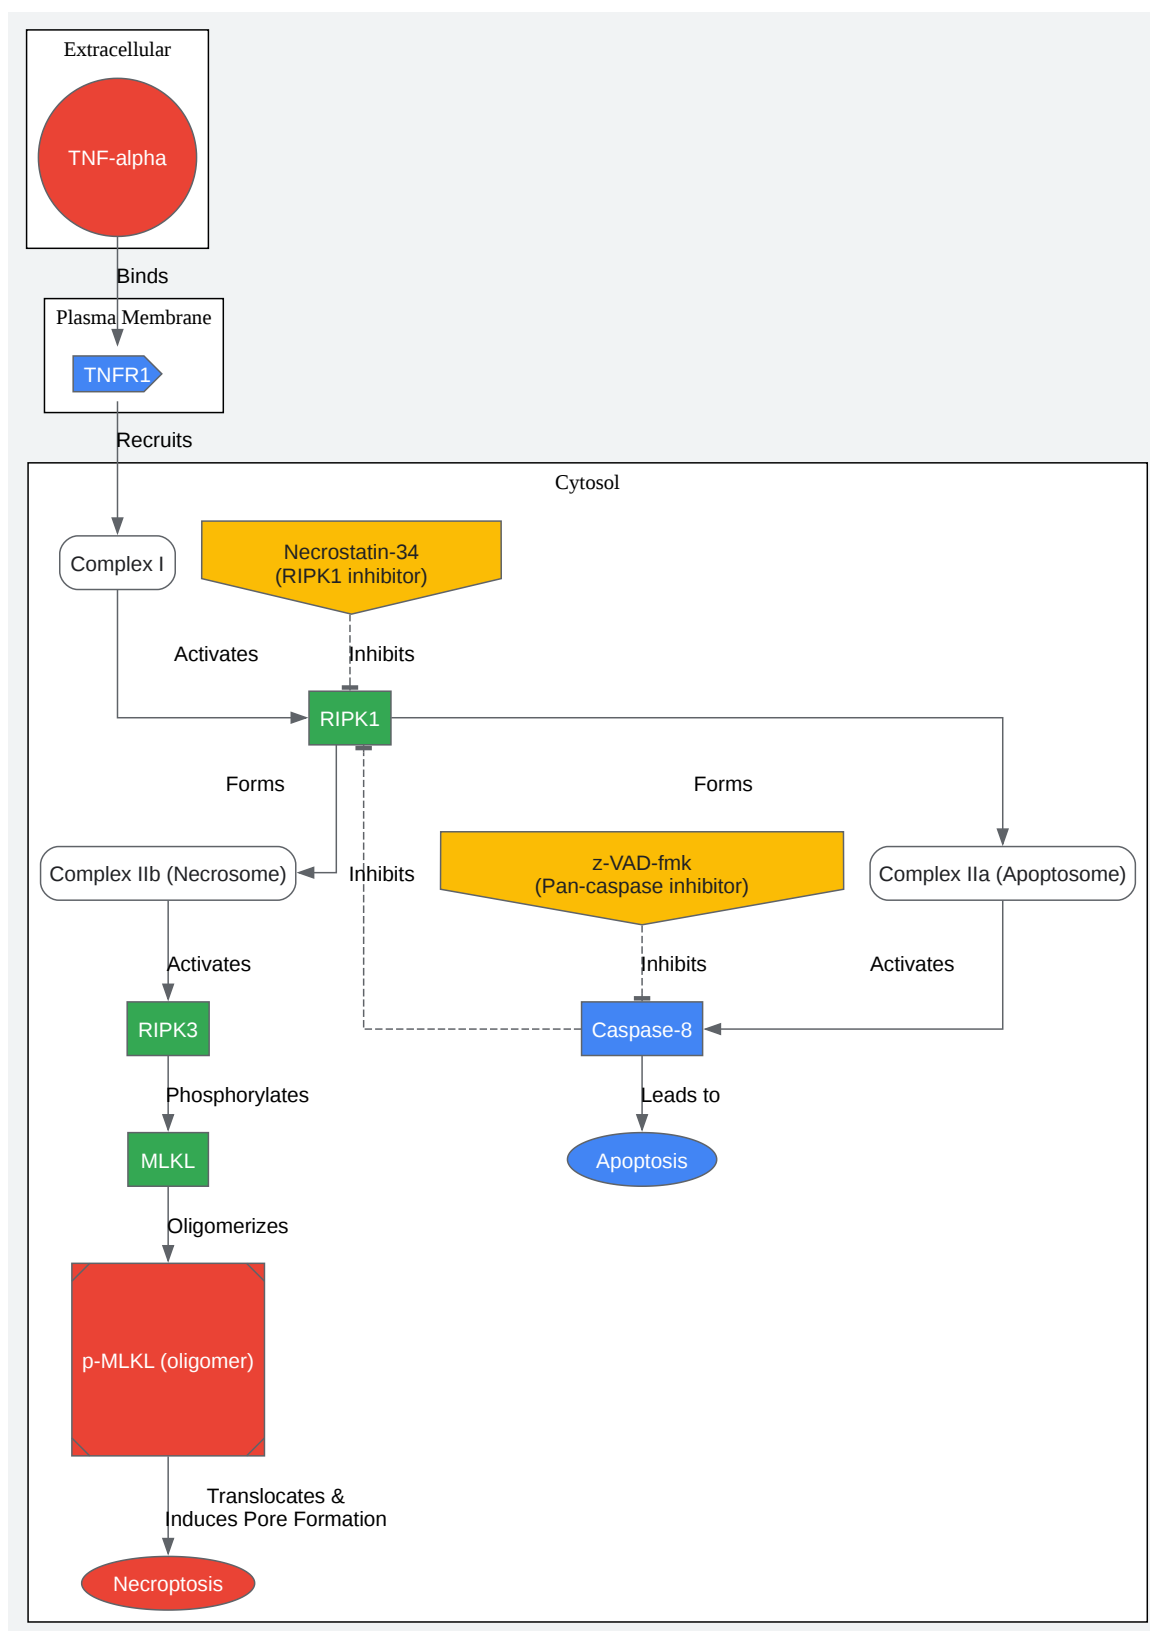 Extracellular
TNF-alpha
Binds
Plasma Membrane
TNFR1
Recruits
Cytosol
Complex I
Necrostatin-34
(RIPK1 inhibitor)
Activates
Inhibits
RIPK1
Forms
Forms
Complex IIb (Necrosome)
Inhibits
z-VAD-fmk
(Pan-caspase inhibitor)
Complex IIa (Apoptosome)
Activates
Inhibits
Activates
RIPK3
Caspase-8
Phosphorylates
Leads to
MLKL
Apoptosis
Oligomerizes
p-MLKL (oligomer)
Translocates &
Induces Pore Formation
Necroptosis